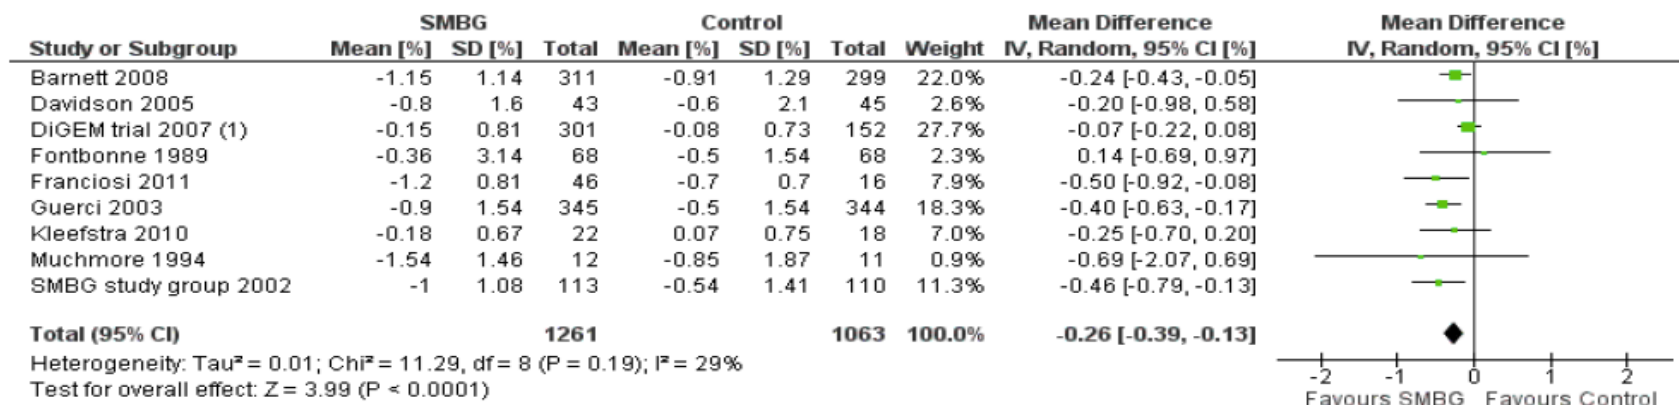 SMBG Control Mean Difference Mean Difference
Study or Subgroup Mean [%] SD [%] Total Mean [%] SD [%] Total Weight IV, Random, 95% CI [%] IV, Random, 95% CI [%]
Barnett 2008 -1.15 1.14 311 -0.91 1.29 299 22.0% -0.24 [-0.43, -0.05]
Davidson 2005 -0.8 1.6 43 -0.6 2.1 45 2.6% -0.20 [-0.98, 0.58]
DiGEM trial 2007 (1) -0.15 0.81 301 -0.08 0.73 152 27.7% -0.07 [-0.22, 0.08]
Fontbonne 1989 -0.36 3.14 68 -0.5 1.54 68 2.3% 0.14 [-0.69, 0.97]
Franciosi 2011 -1.2 0.81 46 -0.7 0.7 16 7.9% -0.50 [-0.92, -0.08]
Guerci 2003 -0.9 1.54 345 -0.5 1.54 344 18.3% -0.40 [-0.63, -0.17]
Kleefstra 2010 -0.18 0.67 22 0.07 0.75 18 7.0% -0.25 [-0.70, 0.20]
Muchmore 1994 -1.54 1.46 12 -0.85 1.87 11 0.9% -0.69 [-2.07, 0.69]
SMBG study group 2002 -1 1.08 113 -0.54 1.41 110 11.3% -0.46 [-0.79, -0.13]
Total (95% CI) 1261 1063 100.0% -0.26 [-0.39, -0.13]
Heterogeneity: Tau² = 0.01; Chi² = 11.29, df = 8 (P = 0.19); I² = 29%
Test for overall effect: Z = 3.99 (P < 0.0001)
-2 -1 0 1 2
Favours SMBG Favours Control